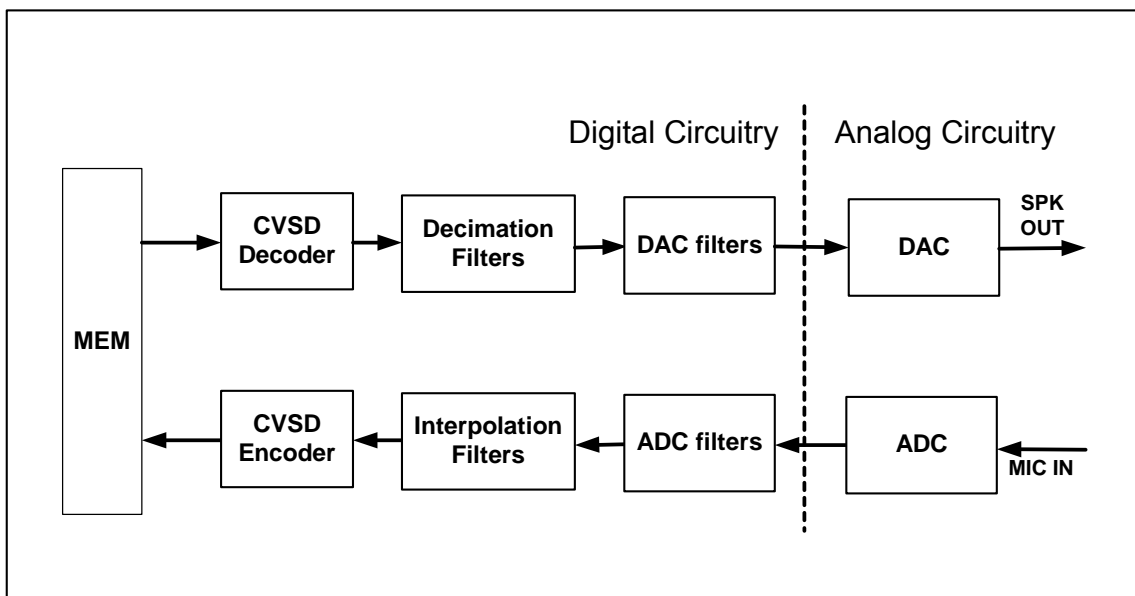 Digital Circuitry
Analog Circuitry
MEM
CVSD
Decoder
Decimation
Filters
DAC filters
DAC
SPK
OUT
CVSD
Encoder
Interpolation
Filters
ADC filters
ADC
MIC IN